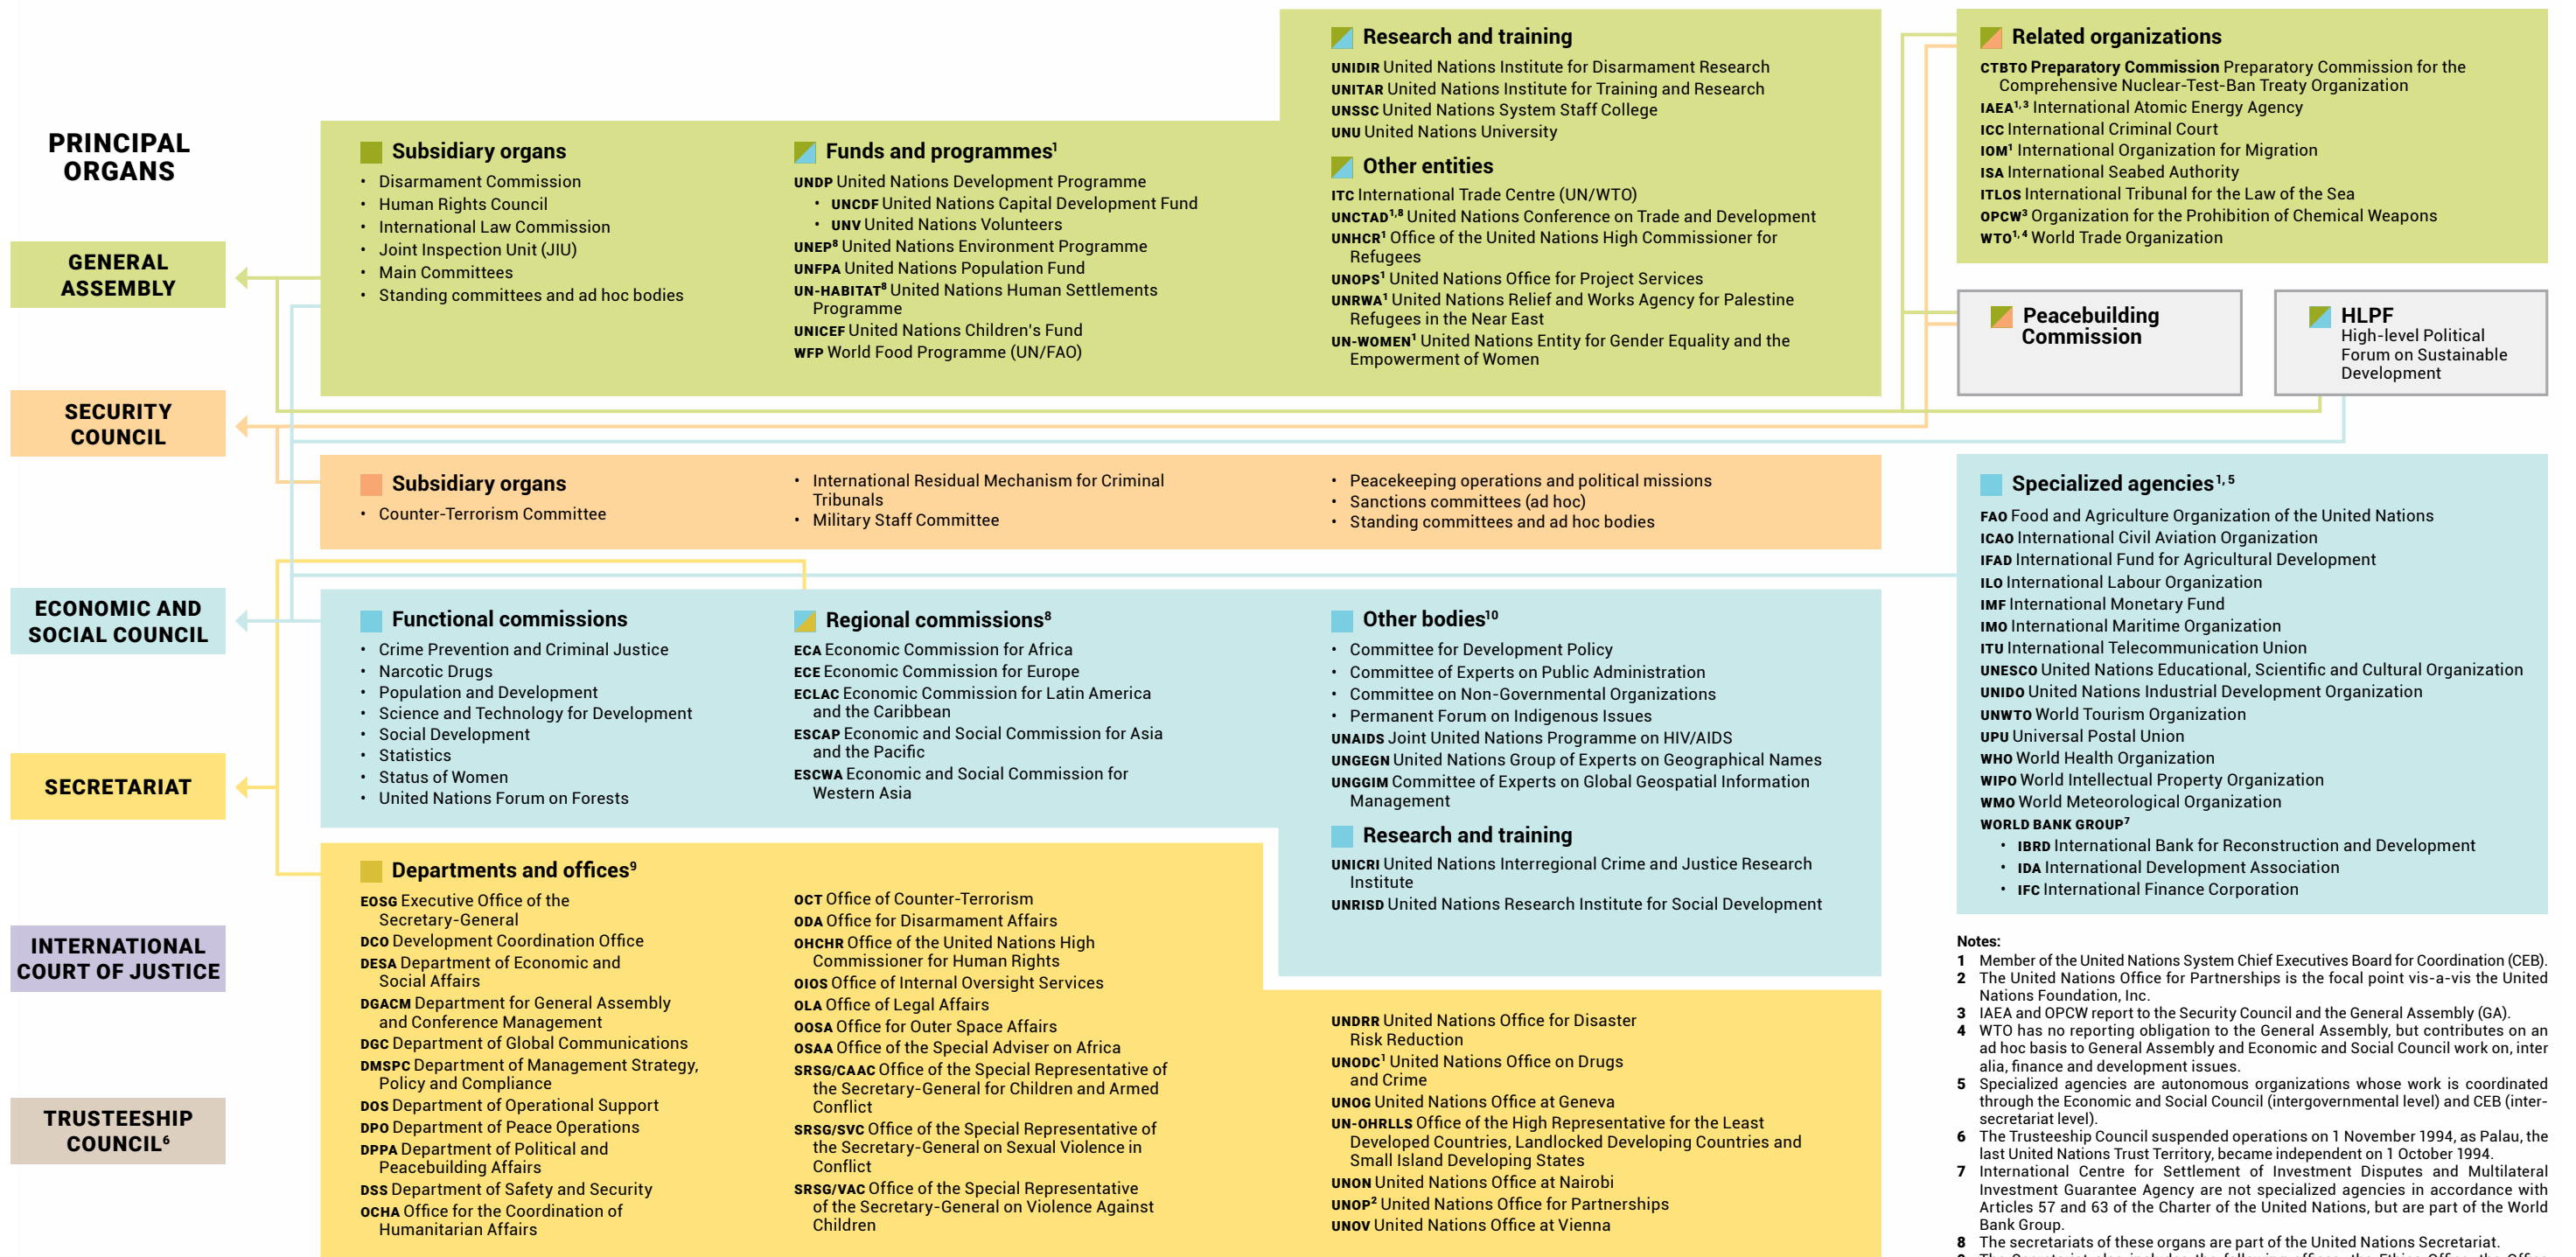 PRINCIPAL
ORGANS
GENERAL
ASSEMBLY
SECURITY
COUNCIL
ECONOMIC AND
SOCIAL COUNCIL
SECRETARIAT
INTERNATIONAL
COURT OF JUSTICE
TRUSTEESHIP
COUNCIL6
Subsidiary organs
• Disarmament Commission
• Human Rights Council
• International Law Commission
• Joint Inspection Unit (JIU)
• Main Committees
• Standing committees and ad hoc bodies
Funds and programmes1
UNDP United Nations Development Programme
• UNCDF United Nations Capital Development Fund
• UNV United Nations Volunteers
UNEP8 United Nations Environment Programme
UNFPA United Nations Population Fund
UN-HABITAT8 United Nations Human Settlements
Programme
UNICEF United Nations Children's Fund
WFP World Food Programme (UN/FAO)
Research and training
UNIDIR United Nations Institute for Disarmament Research
UNITAR United Nations Institute for Training and Research
UNSSC United Nations System Staff College
UNU United Nations University
Other entities
ITC International Trade Centre (UN/WTO)
UNCTAD1,8 United Nations Conference on Trade and Development
UNHCR1 Office of the United Nations High Commissioner for
Refugees
UNOPS1 United Nations Office for Project Services
UNRWA1 United Nations Relief and Works Agency for Palestine
Refugees in the Near East
UN-WOMEN1 United Nations Entity for Gender Equality and the
Empowerment of Women
Related organizations
CTBTO Preparatory Commission Preparatory Commission for the
Comprehensive Nuclear-Test-Ban Treaty Organization
IAEA1, 3 International Atomic Energy Agency
ICC International Criminal Court
IOM1 International Organization for Migration
ISA International Seabed Authority
ITLOS International Tribunal for the Law of the Sea
OPCW3 Organization for the Prohibition of Chemical Weapons
WTO1, 4 World Trade Organization
Peacebuilding
Commission
HLPF
High-level Political
Forum on Sustainable
Development
Subsidiary organs
• Counter-Terrorism Committee
• International Residual Mechanism for Criminal
Tribunals
• Military Staff Committee
• Peacekeeping operations and political missions
• Sanctions committees (ad hoc)
• Standing committees and ad hoc bodies
Functional commissions
• Crime Prevention and Criminal Justice
• Narcotic Drugs
• Population and Development
• Science and Technology for Development
• Social Development
• Statistics
• Status of Women
• United Nations Forum on Forests
Regional commissions8
ECA Economic Commission for Africa
ECE Economic Commission for Europe
ECLAC Economic Commission for Latin America
and the Caribbean
ESCAP Economic and Social Commission for Asia
and the Pacific
ESCWA Economic and Social Commission for
Western Asia
Other bodies10
• Committee for Development Policy
• Committee of Experts on Public Administration
• Committee on Non-Governmental Organizations
• Permanent Forum on Indigenous Issues
UNAIDS Joint United Nations Programme on HIV/AIDS
UNGEGN United Nations Group of Experts on Geographical Names
UNGGIM Committee of Experts on Global Geospatial Information
Management
Research and training
UNICRI United Nations Interregional Crime and Justice Research
Institute
UNRISD United Nations Research Institute for Social Development
Specialized agencies1, 5
FAO Food and Agriculture Organization of the United Nations
ICAO International Civil Aviation Organization
IFAD International Fund for Agricultural Development
ILO International Labour Organization
IMF International Monetary Fund
IMO International Maritime Organization
ITU International Telecommunication Union
UNESCO United Nations Educational, Scientific and Cultural Organization
UNIDO United Nations Industrial Development Organization
UNWTO World Tourism Organization
UPU Universal Postal Union
WHO World Health Organization
WIPO World Intellectual Property Organization
WMO World Meteorological Organization
WORLD BANK GROUP7
• IBRD International Bank for Reconstruction and Development
• IDA International Development Association
• IFC International Finance Corporation
Departments and offices9
EOSG Executive Office of the
Secretary-General
DCO Development Coordination Office
DESA Department of Economic and
Social Affairs
DGACM Department for General Assembly
and Conference Management
DGC Department of Global Communications
DMSPC Department of Management Strategy,
Policy and Compliance
DOS Department of Operational Support
DPO Department of Peace Operations
DPPA Department of Political and
Peacebuilding Affairs
DSS Department of Safety and Security
OCHA Office for the Coordination of
Humanitarian Affairs
OCT Office of Counter-Terrorism
ODA Office for Disarmament Affairs
OHCHR Office of the United Nations High
Commissioner for Human Rights
OIOS Office of Internal Oversight Services
OLA Office of Legal Affairs
OOSA Office for Outer Space Affairs
OSAA Office of the Special Adviser on Africa
SRSG/CAAC Office of the Special Representative of
the Secretary-General for Children and Armed
Conflict
SRSG/SVC Office of the Special Representative of
the Secretary-General on Sexual Violence in
Conflict
SRSG/VAC Office of the Special Representative
of the Secretary-General on Violence Against
Children
UNDRR United Nations Office for Disaster
Risk Reduction
UNODC1 United Nations Office on Drugs
and Crime
UNOG United Nations Office at Geneva
UN-OHRLLS Office of the High Representative for the Least
Developed Countries, Landlocked Developing Countries and
Small Island Developing States
UNON United Nations Office at Nairobi
UNOP2 United Nations Office for Partnerships
UNOV United Nations Office at Vienna
Notes:
1 Member of the United Nations System Chief Executives Board for Coordination (CEB).
2 The United Nations Office for Partnerships is the focal point vis-a-vis the United
Nations Foundation, Inc.
3 IAEA and OPCW report to the Security Council and the General Assembly (GA).
4 WTO has no reporting obligation to the General Assembly, but contributes on an
ad hoc basis to General Assembly and Economic and Social Council work on, inter
alia, finance and development issues.
5 Specialized agencies are autonomous organizations whose work is coordinated
through the Economic and Social Council (intergovernmental level) and CEB (inter-
secretariat level).
6 The Trusteeship Council suspended operations on 1 November 1994, as Palau, the
last United Nations Trust Territory, became independent on 1 October 1994.
7 International Centre for Settlement of Investment Disputes and Multilateral
Investment Guarantee Agency are not specialized agencies in accordance with
Articles 57 and 63 of the Charter of the United Nations, but are part of the World
Bank Group.
8 The secretariats of these organs are part of the United Nations Secretariat.